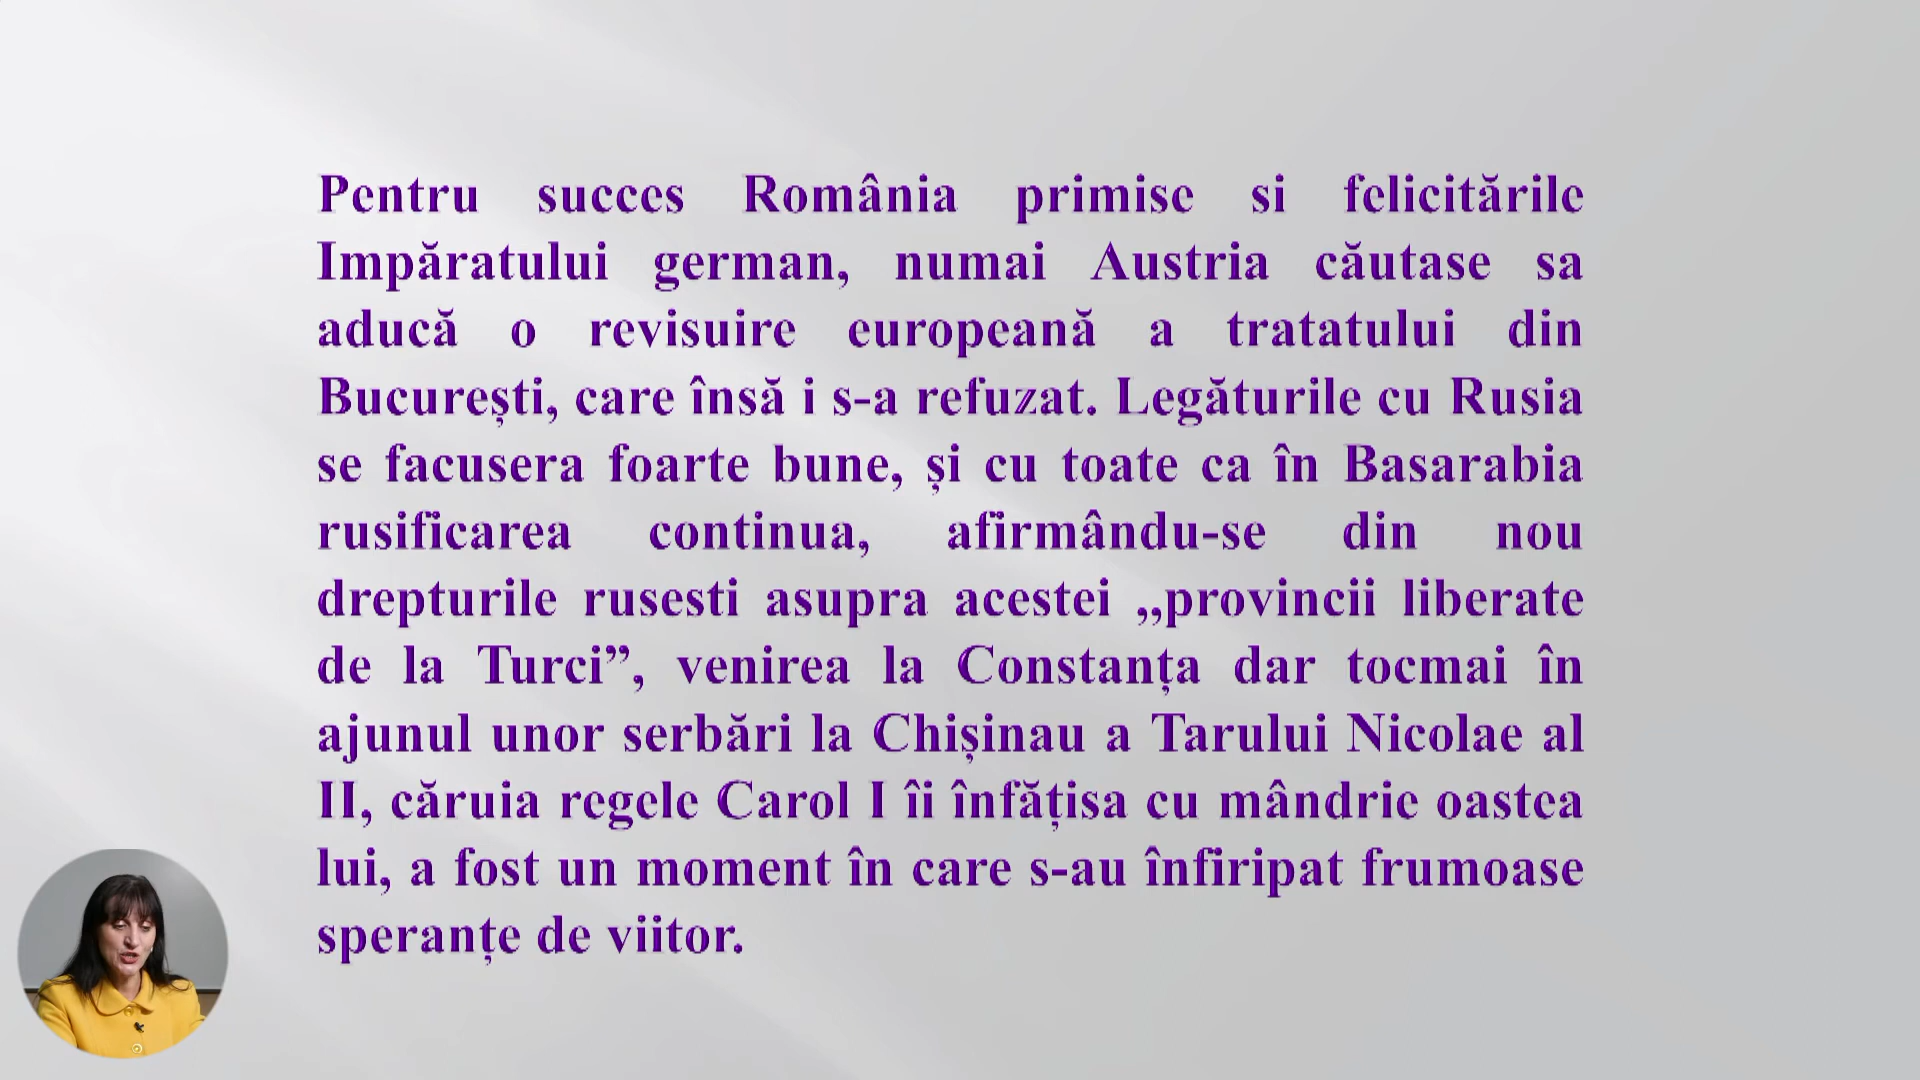 Pentru succes România primise si felicitările
Impăratului german, numai Austria căutase sa
aducă o revisuire europeană a tratatului din
București, care însă i s-a refuzat. Legăturile cu Rusia
se facusera foarte bune, și cu toate ca în Basarabia
rusificarea continua, afirmându-se din nou
drepturile rusesti asupra acestei „provincii liberate
de la Turci”, venirea la Constanța dar tocmai în
ajunul unor serbări la Chișinau a Tarului Nicolae al
II, căruia regele Carol I îi înfățisa cu mândrie oastea
lui, a fost un moment în care s-au înfiripat frumoase
speranțe de viitor.